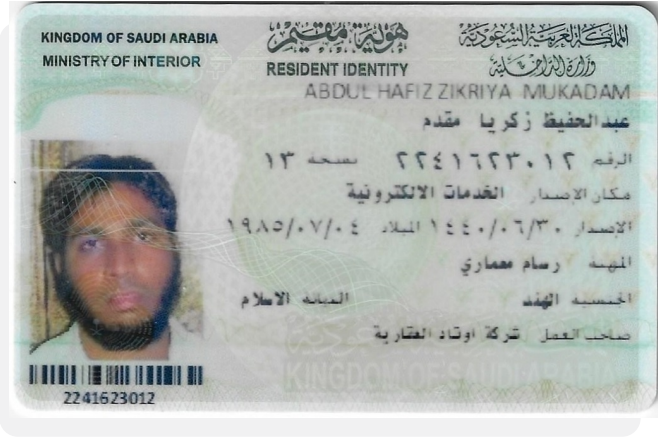 KINGDOM OF SAUDI ARABIA
MINISTRY OF INTERIOR
هوية مقيم
RESIDENT IDENTITY
المملكة العربية السعودية
وزارة الداخلية
ABDUL HAFIZ ZIKRIYA MUKADAM
عبدالحفيظ زكريا مقدم
الرقم ٢٢٤١٦٢٣٠١٢ نسخة ١٣
مكان الاصدار الخدمات الالكترونية
الاصدار ١٤٤٠/٠٦/٣٠ الميلاد ١٩٨٥/٠٧/٠٤
المهنة رسام معماري
الجنسية الهند الديانة الاسلام
صاحب العمل شركة اوتاد العقارية
KINGDOM OF SAUDI ARABIA
2241623012